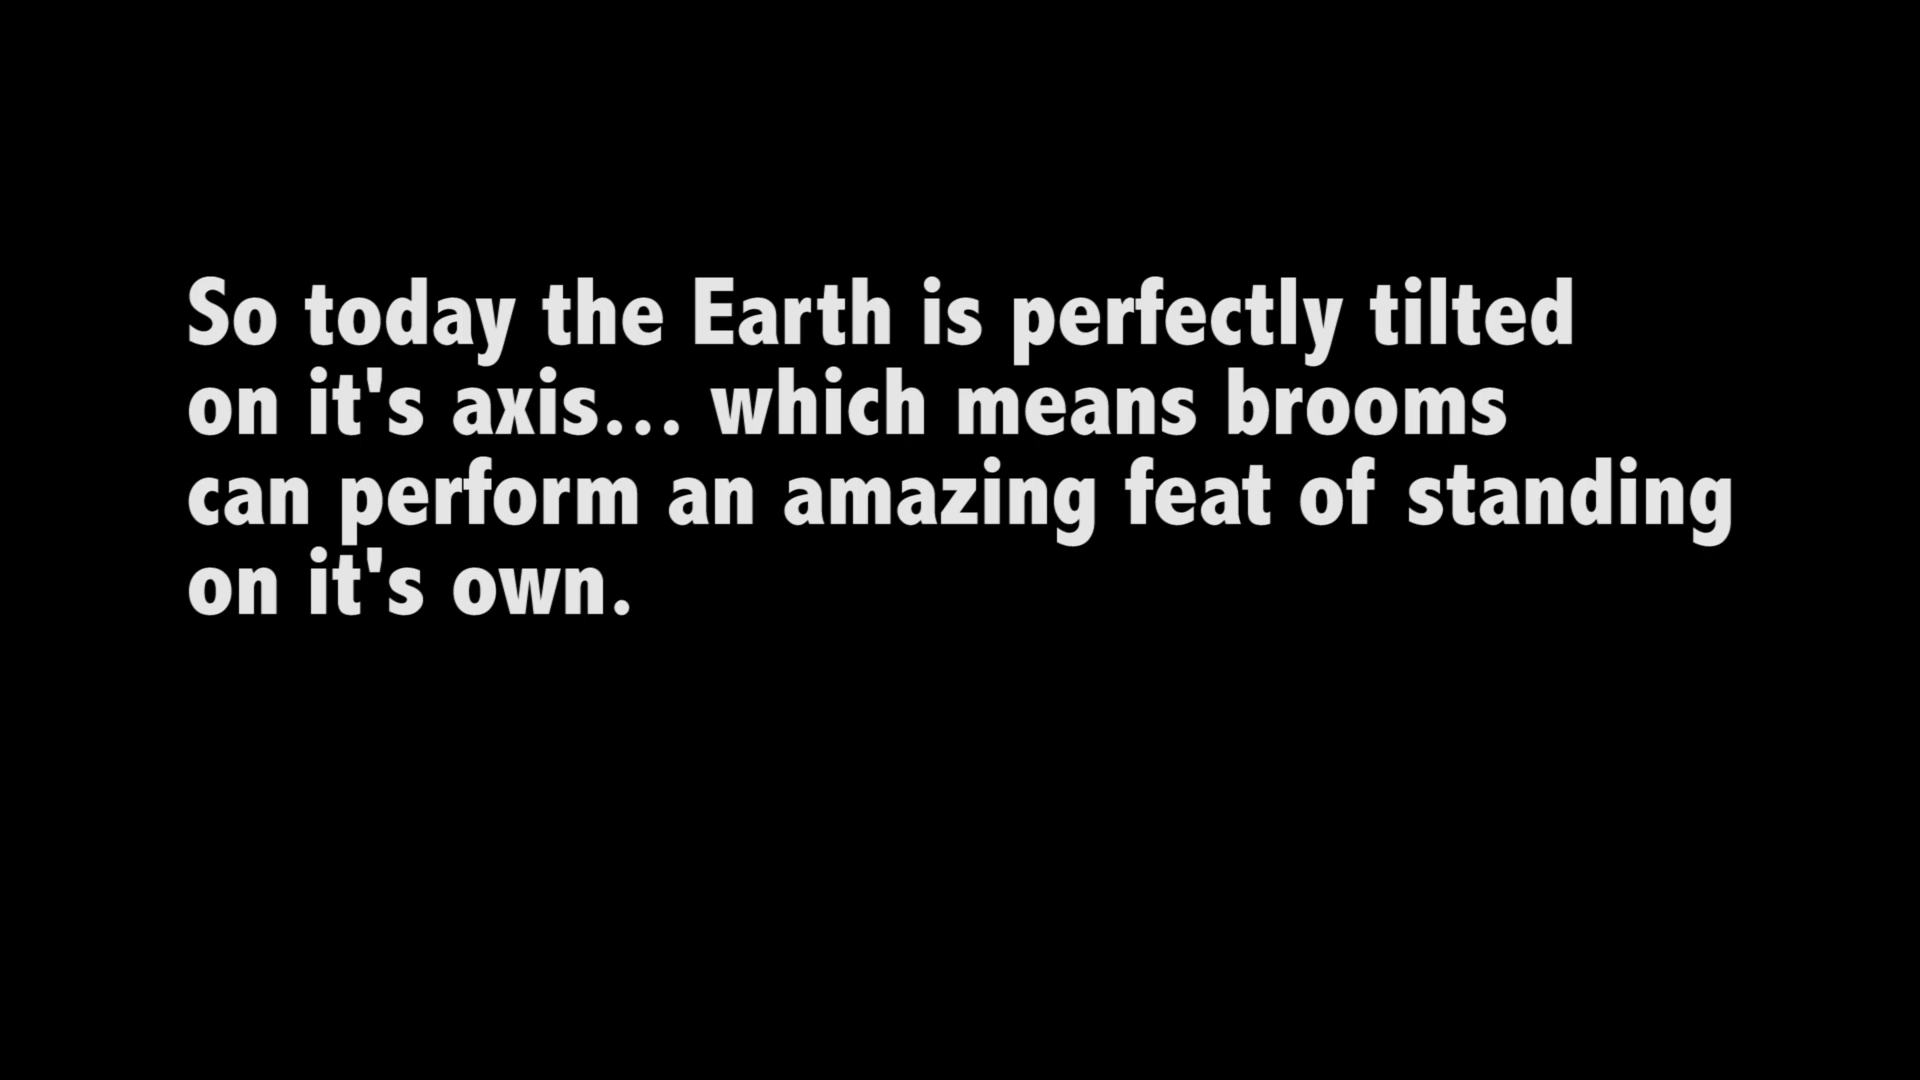 So today the Earth is perfectly tilted
on it's axis... which means brooms
can perform an amazing feat of standing
on it's own.